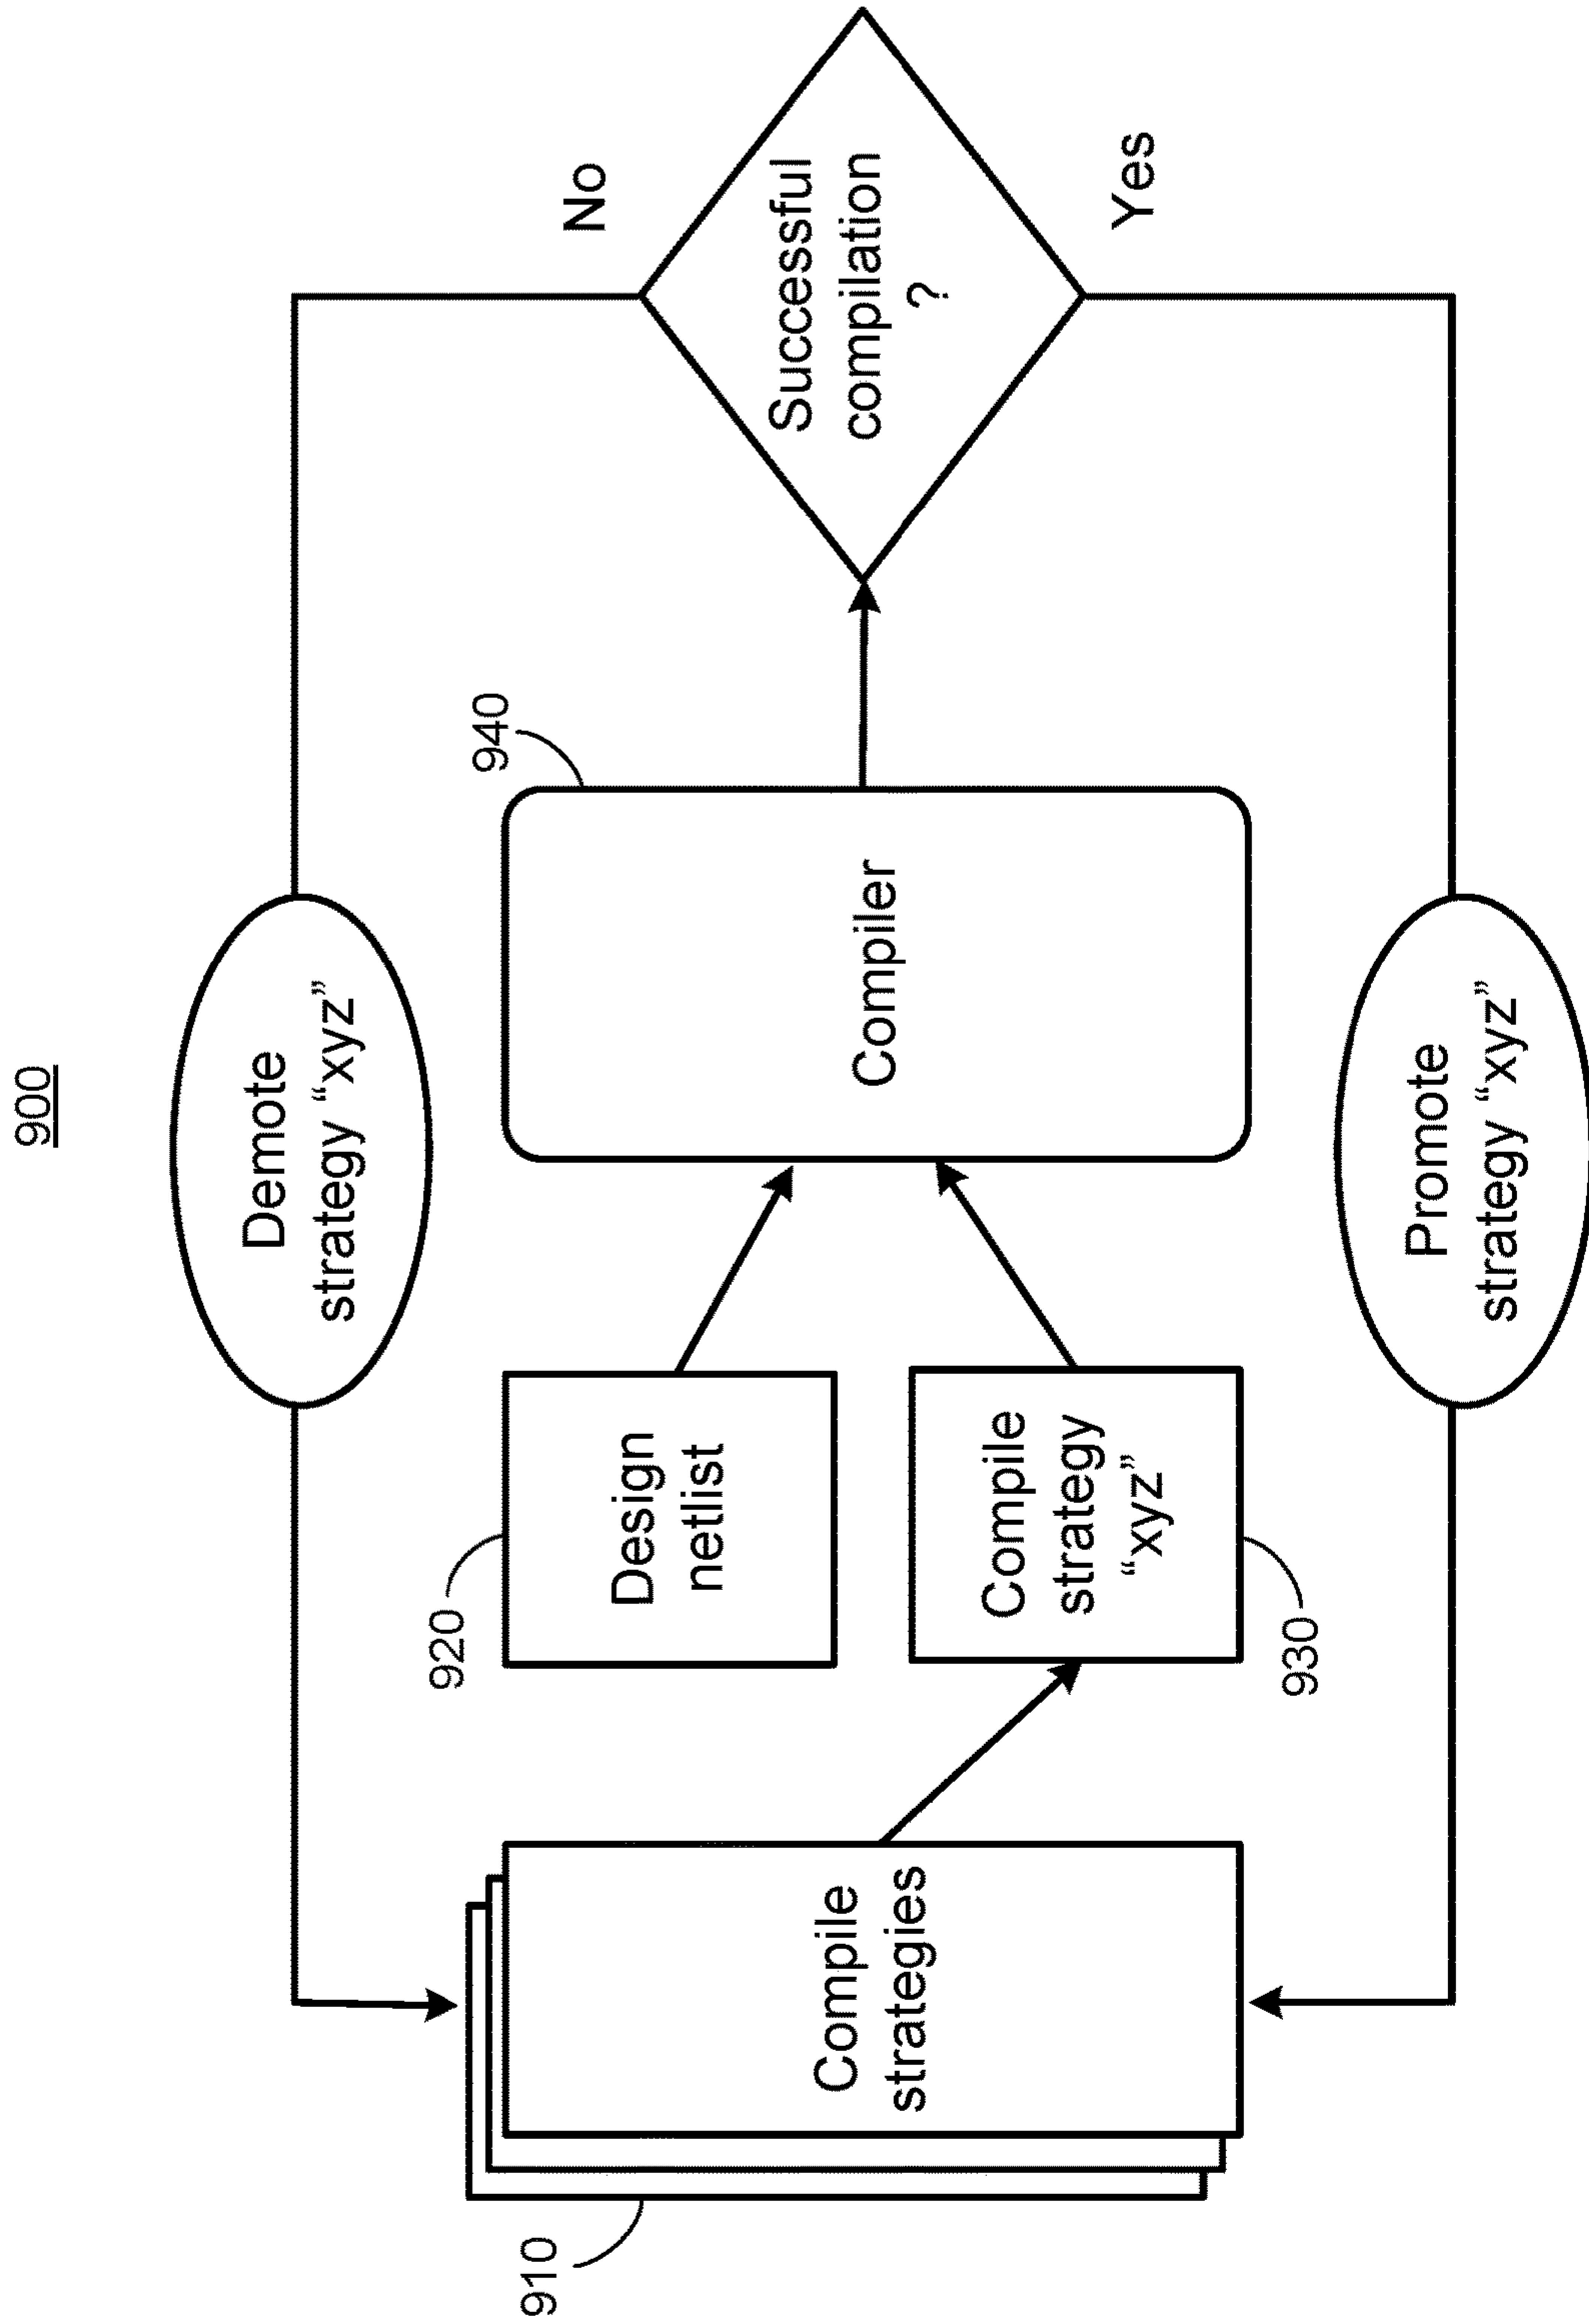 900
Demote
strategy “xyz”
No
920
Design
netlist
940
Compiler
Successful
compilation
?
910
Compile
strategies
Compile
strategy
“xyz”
930
Yes
Promote
strategy “xyz”